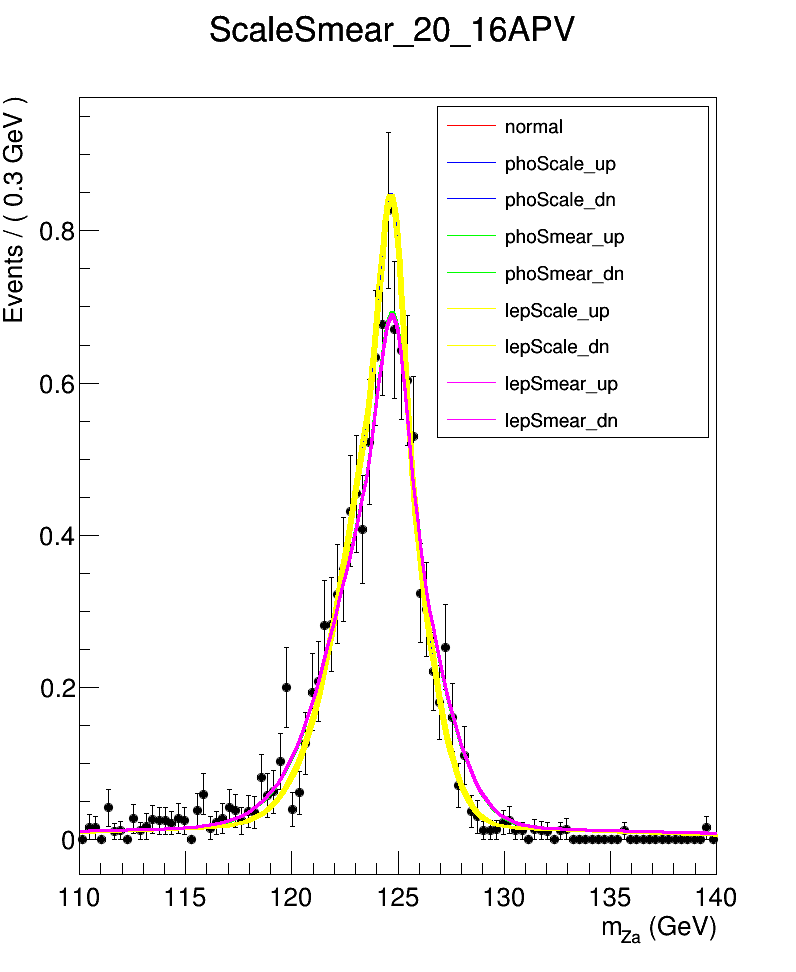 ScaleSmear_20_16APV
Events / ( 0.3 GeV )
0.8
0.6
0.4
0.2
0
normal
phoScale_up
phoScale_dn
phoSmear_up
phoSmear_dn
lepScale_up
lepScale_dn
lepSmear_up
lepSmear_dn
110 115 120 125 130 135 140
mZa (GeV)